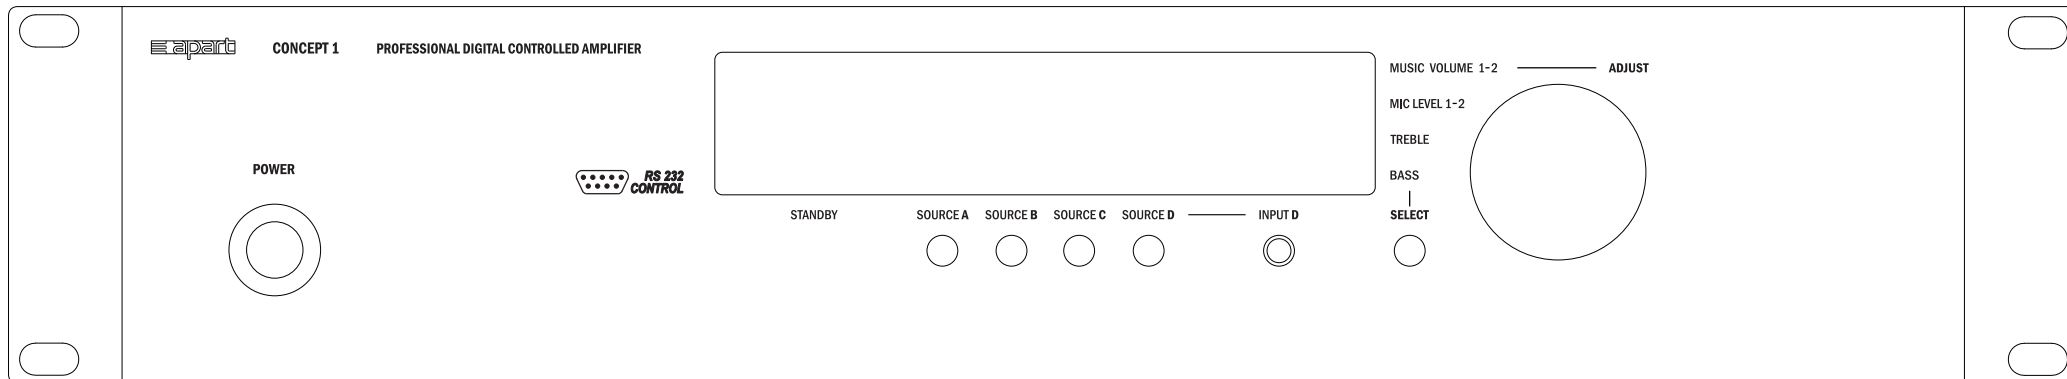 apart CONCEPT 1 PROFESSIONAL DIGITAL CONTROLLED AMPLIFIER
MUSIC VOLUME 1-2 ADJUST
MIC LEVEL 1-2
TREBLE
POWER
RS 232
CONTROL
BASS
STANDBY SOURCE A SOURCE B SOURCE C SOURCE D INPUT D SELECT